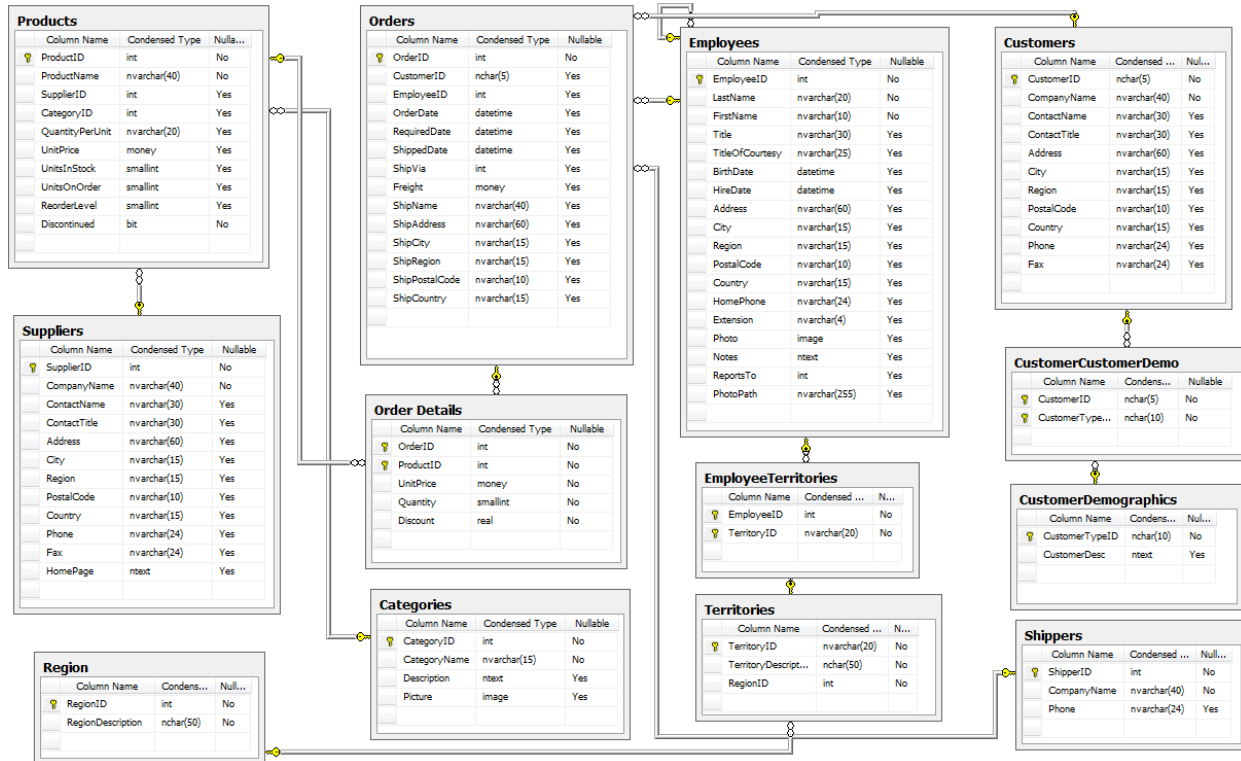 Products
Column Name Condensed Type Nulla...
ProductID int No
ProductName nvarchar(40) No
SupplierID int Yes
CategoryID int Yes
QuantityPerUnit nvarchar(20) Yes
UnitPrice money Yes
UnitsInStock smallint Yes
UnitsOnOrder smallint Yes
ReorderLevel smallint Yes
Discontinued bit No
Orders
Column Name Condensed Type Nullable
OrderID int No
CustomerID nchar(5) Yes
EmployeeID int Yes
OrderDate datetime Yes
RequiredDate datetime Yes
ShippedDate datetime Yes
ShipVia int Yes
Freight money Yes
ShipName nvarchar(40) Yes
ShipAddress nvarchar(60) Yes
ShipCity nvarchar(15) Yes
ShipRegion nvarchar(15) Yes
ShipPostalCode nvarchar(10) Yes
ShipCountry nvarchar(15) Yes
Employees
Column Name Condensed Type Nullable
EmployeeID int No
LastName nvarchar(20) No
FirstName nvarchar(10) No
Title nvarchar(30) Yes
TitleOfCourtesy nvarchar(25) Yes
BirthDate datetime Yes
HireDate datetime Yes
Address nvarchar(60) Yes
City nvarchar(15) Yes
Region nvarchar(15) Yes
PostalCode nvarchar(10) Yes
Country nvarchar(15) Yes
HomePhone nvarchar(24) Yes
Extension nvarchar(4) Yes
Photo image Yes
Notes ntext Yes
ReportsTo int Yes
PhotoPath nvarchar(255) Yes
Customers
Column Name Condensed ... Nul...
CustomerID nchar(5) No
CompanyName nvarchar(40) No
ContactName nvarchar(30) Yes
ContactTitle nvarchar(30) Yes
Address nvarchar(60) Yes
City nvarchar(15) Yes
Region nvarchar(15) Yes
PostalCode nvarchar(10) Yes
Country nvarchar(15) Yes
Phone nvarchar(24) Yes
Fax nvarchar(24) Yes
Suppliers
Column Name Condensed Type Nullable
SupplierID int No
CompanyName nvarchar(40) No
ContactName nvarchar(30) Yes
ContactTitle nvarchar(30) Yes
Address nvarchar(60) Yes
City nvarchar(15) Yes
Region nvarchar(15) Yes
PostalCode nvarchar(10) Yes
Country nvarchar(15) Yes
Phone nvarchar(24) Yes
Fax nvarchar(24) Yes
HomePage ntext Yes
Order Details
Column Name Condensed Type Nullable
OrderID int No
ProductID int No
UnitPrice money No
Quantity smallint No
Discount real No
CustomerCustomerDemo
Column Name Condens... Nullable
CustomerID nchar(5) No
CustomerType... nchar(10) No
EmployeeTerritories
Column Name Condensed ... N...
EmployeeID int No
TerritoryID nvarchar(20) No
CustomerDemographics
Column Name Condens... Nul...
CustomerTypeID nchar(10) No
CustomerDesc ntext Yes
Categories
Column Name Condensed Type Nullable
CategoryID int No
CategoryName nvarchar(15) No
Description ntext Yes
Picture image Yes
Territories
Column Name Condensed ... N...
TerritoryID nvarchar(20) No
TerritoryDescript... nchar(50) No
RegionID int No
Shippers
Column Name Condensed ... Null...
ShipperID int No
CompanyName nvarchar(40) No
Phone nvarchar(24) Yes
Region
Column Name Condens... Null...
RegionID int No
RegionDescription nchar(50) No